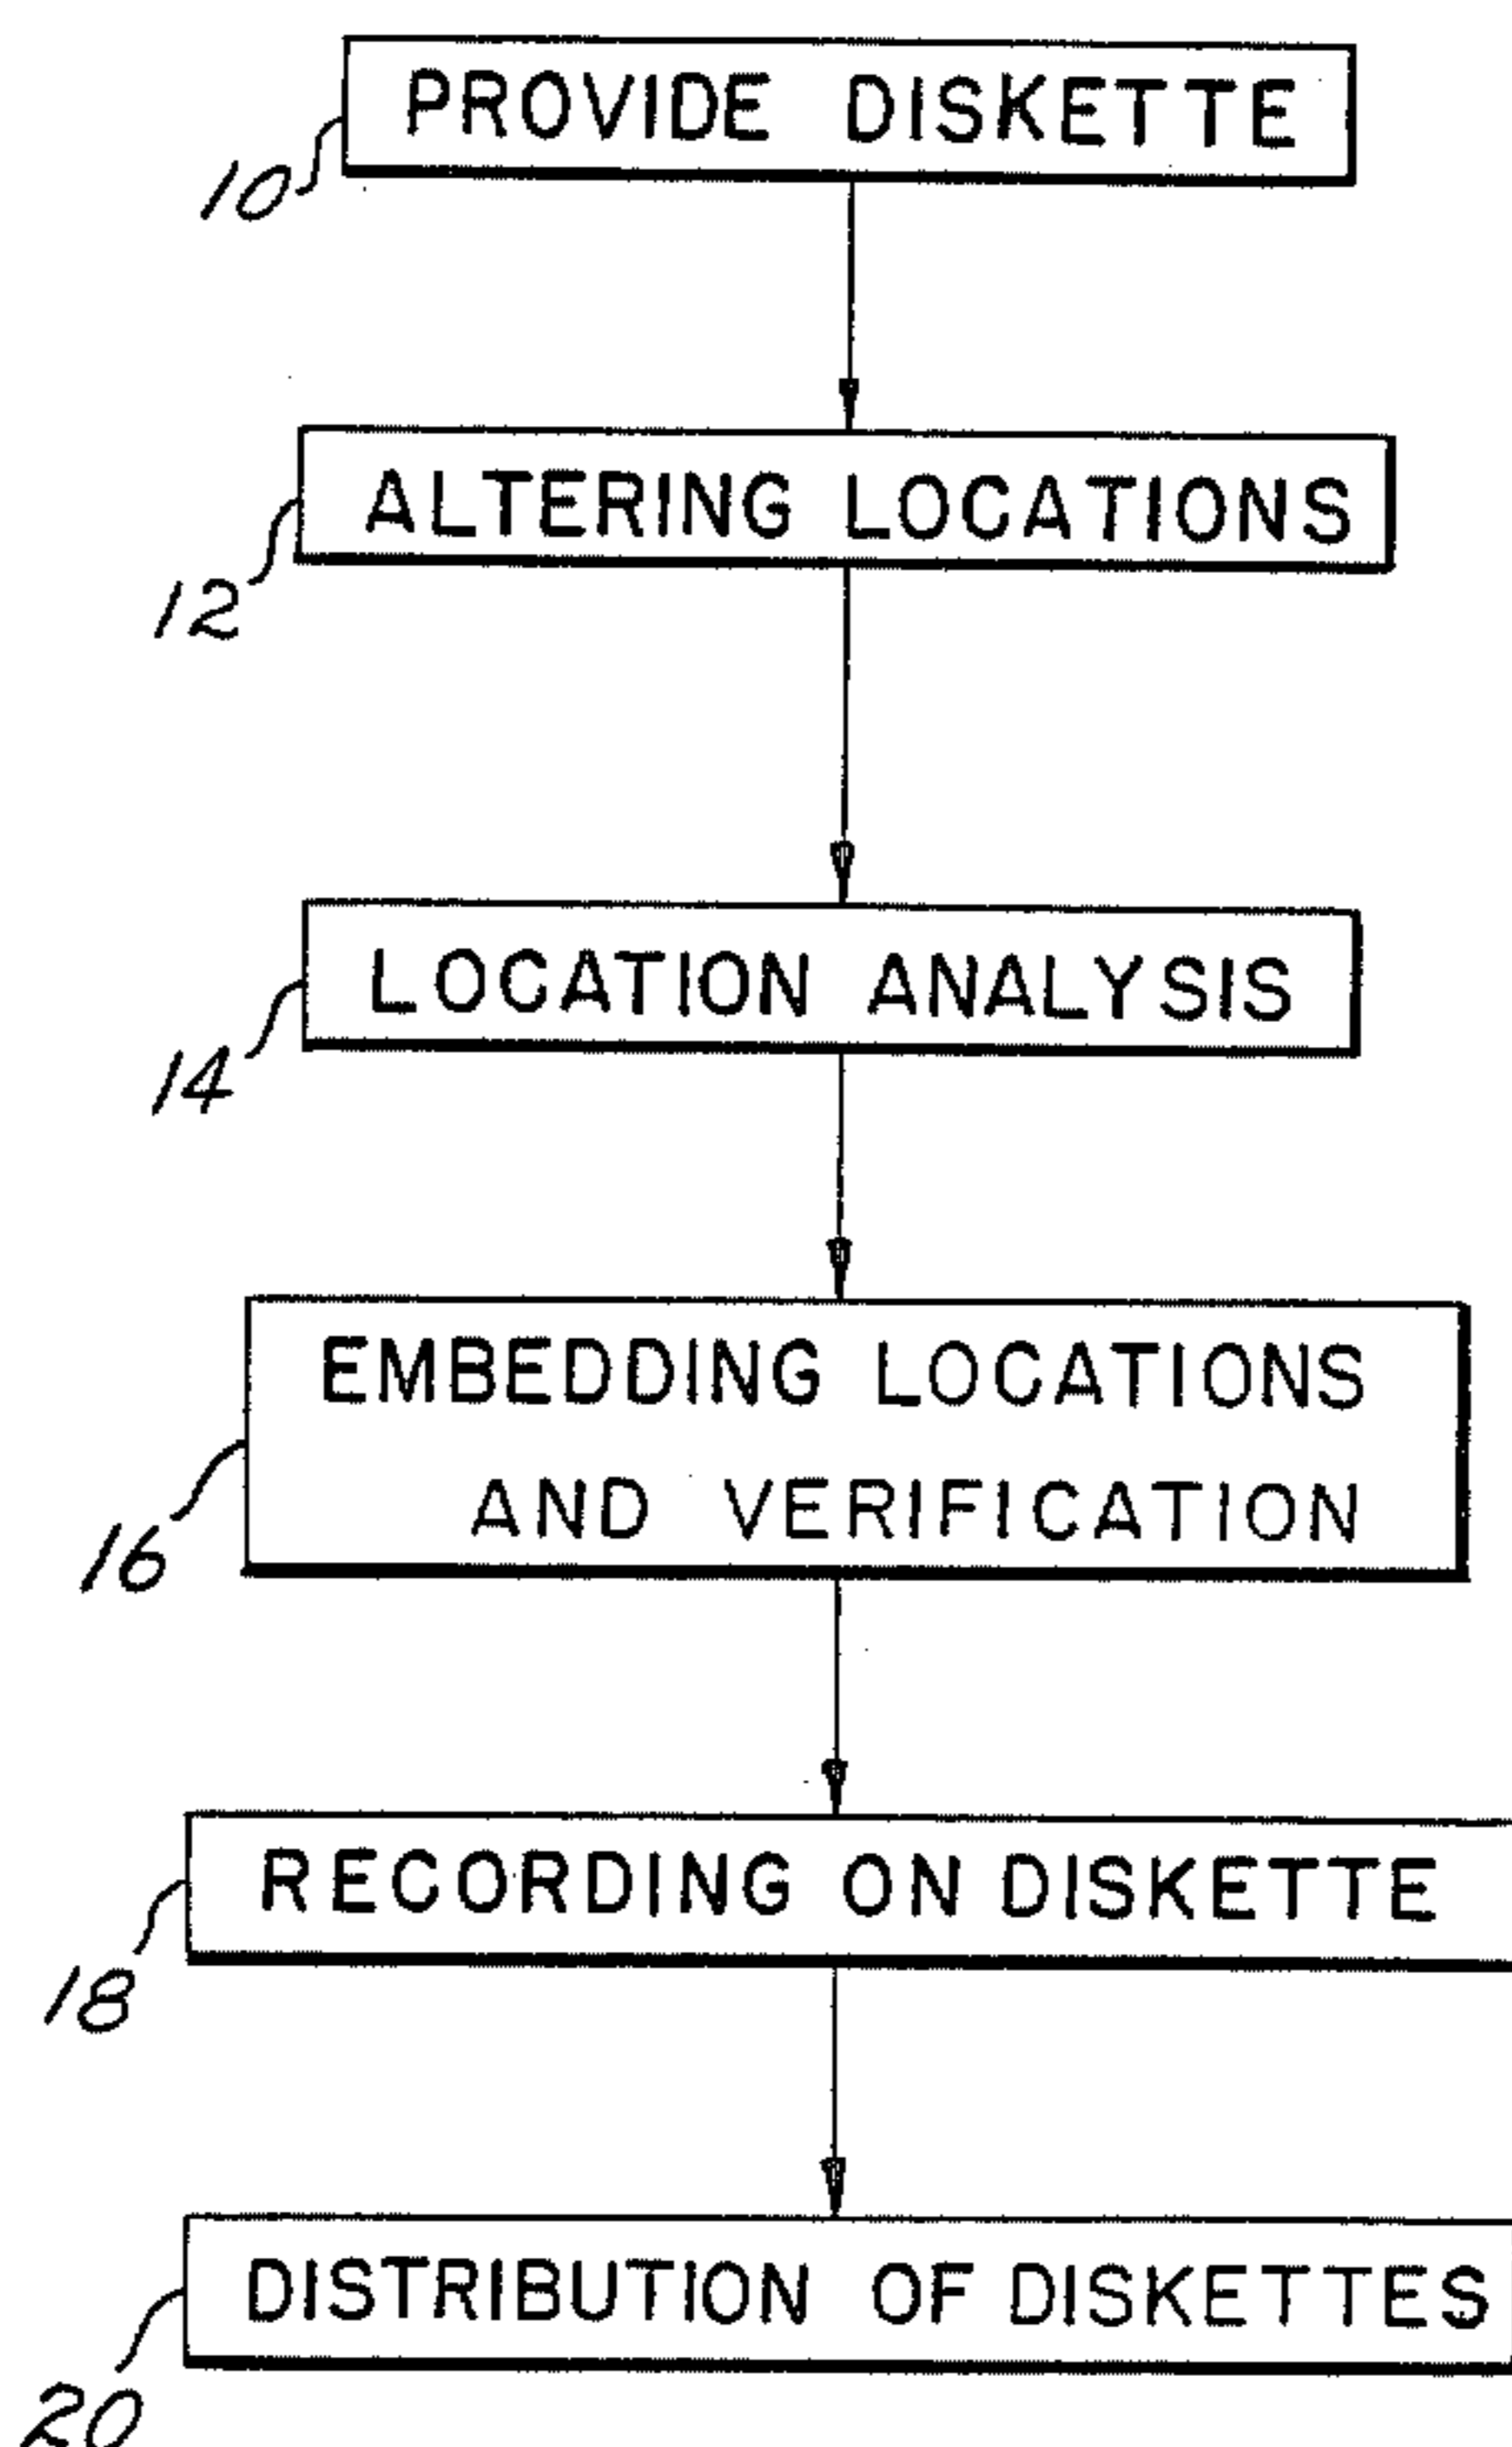 PROVIDE DISKETTE
10
ALTERING LOCATIONS
12
LOCATION ANALYSIS
14
EMBEDDING LOCATIONS
AND VERIFICATION
16
RECORDING ON DISKETTE
18
DISTRIBUTION OF DISKETTES
20